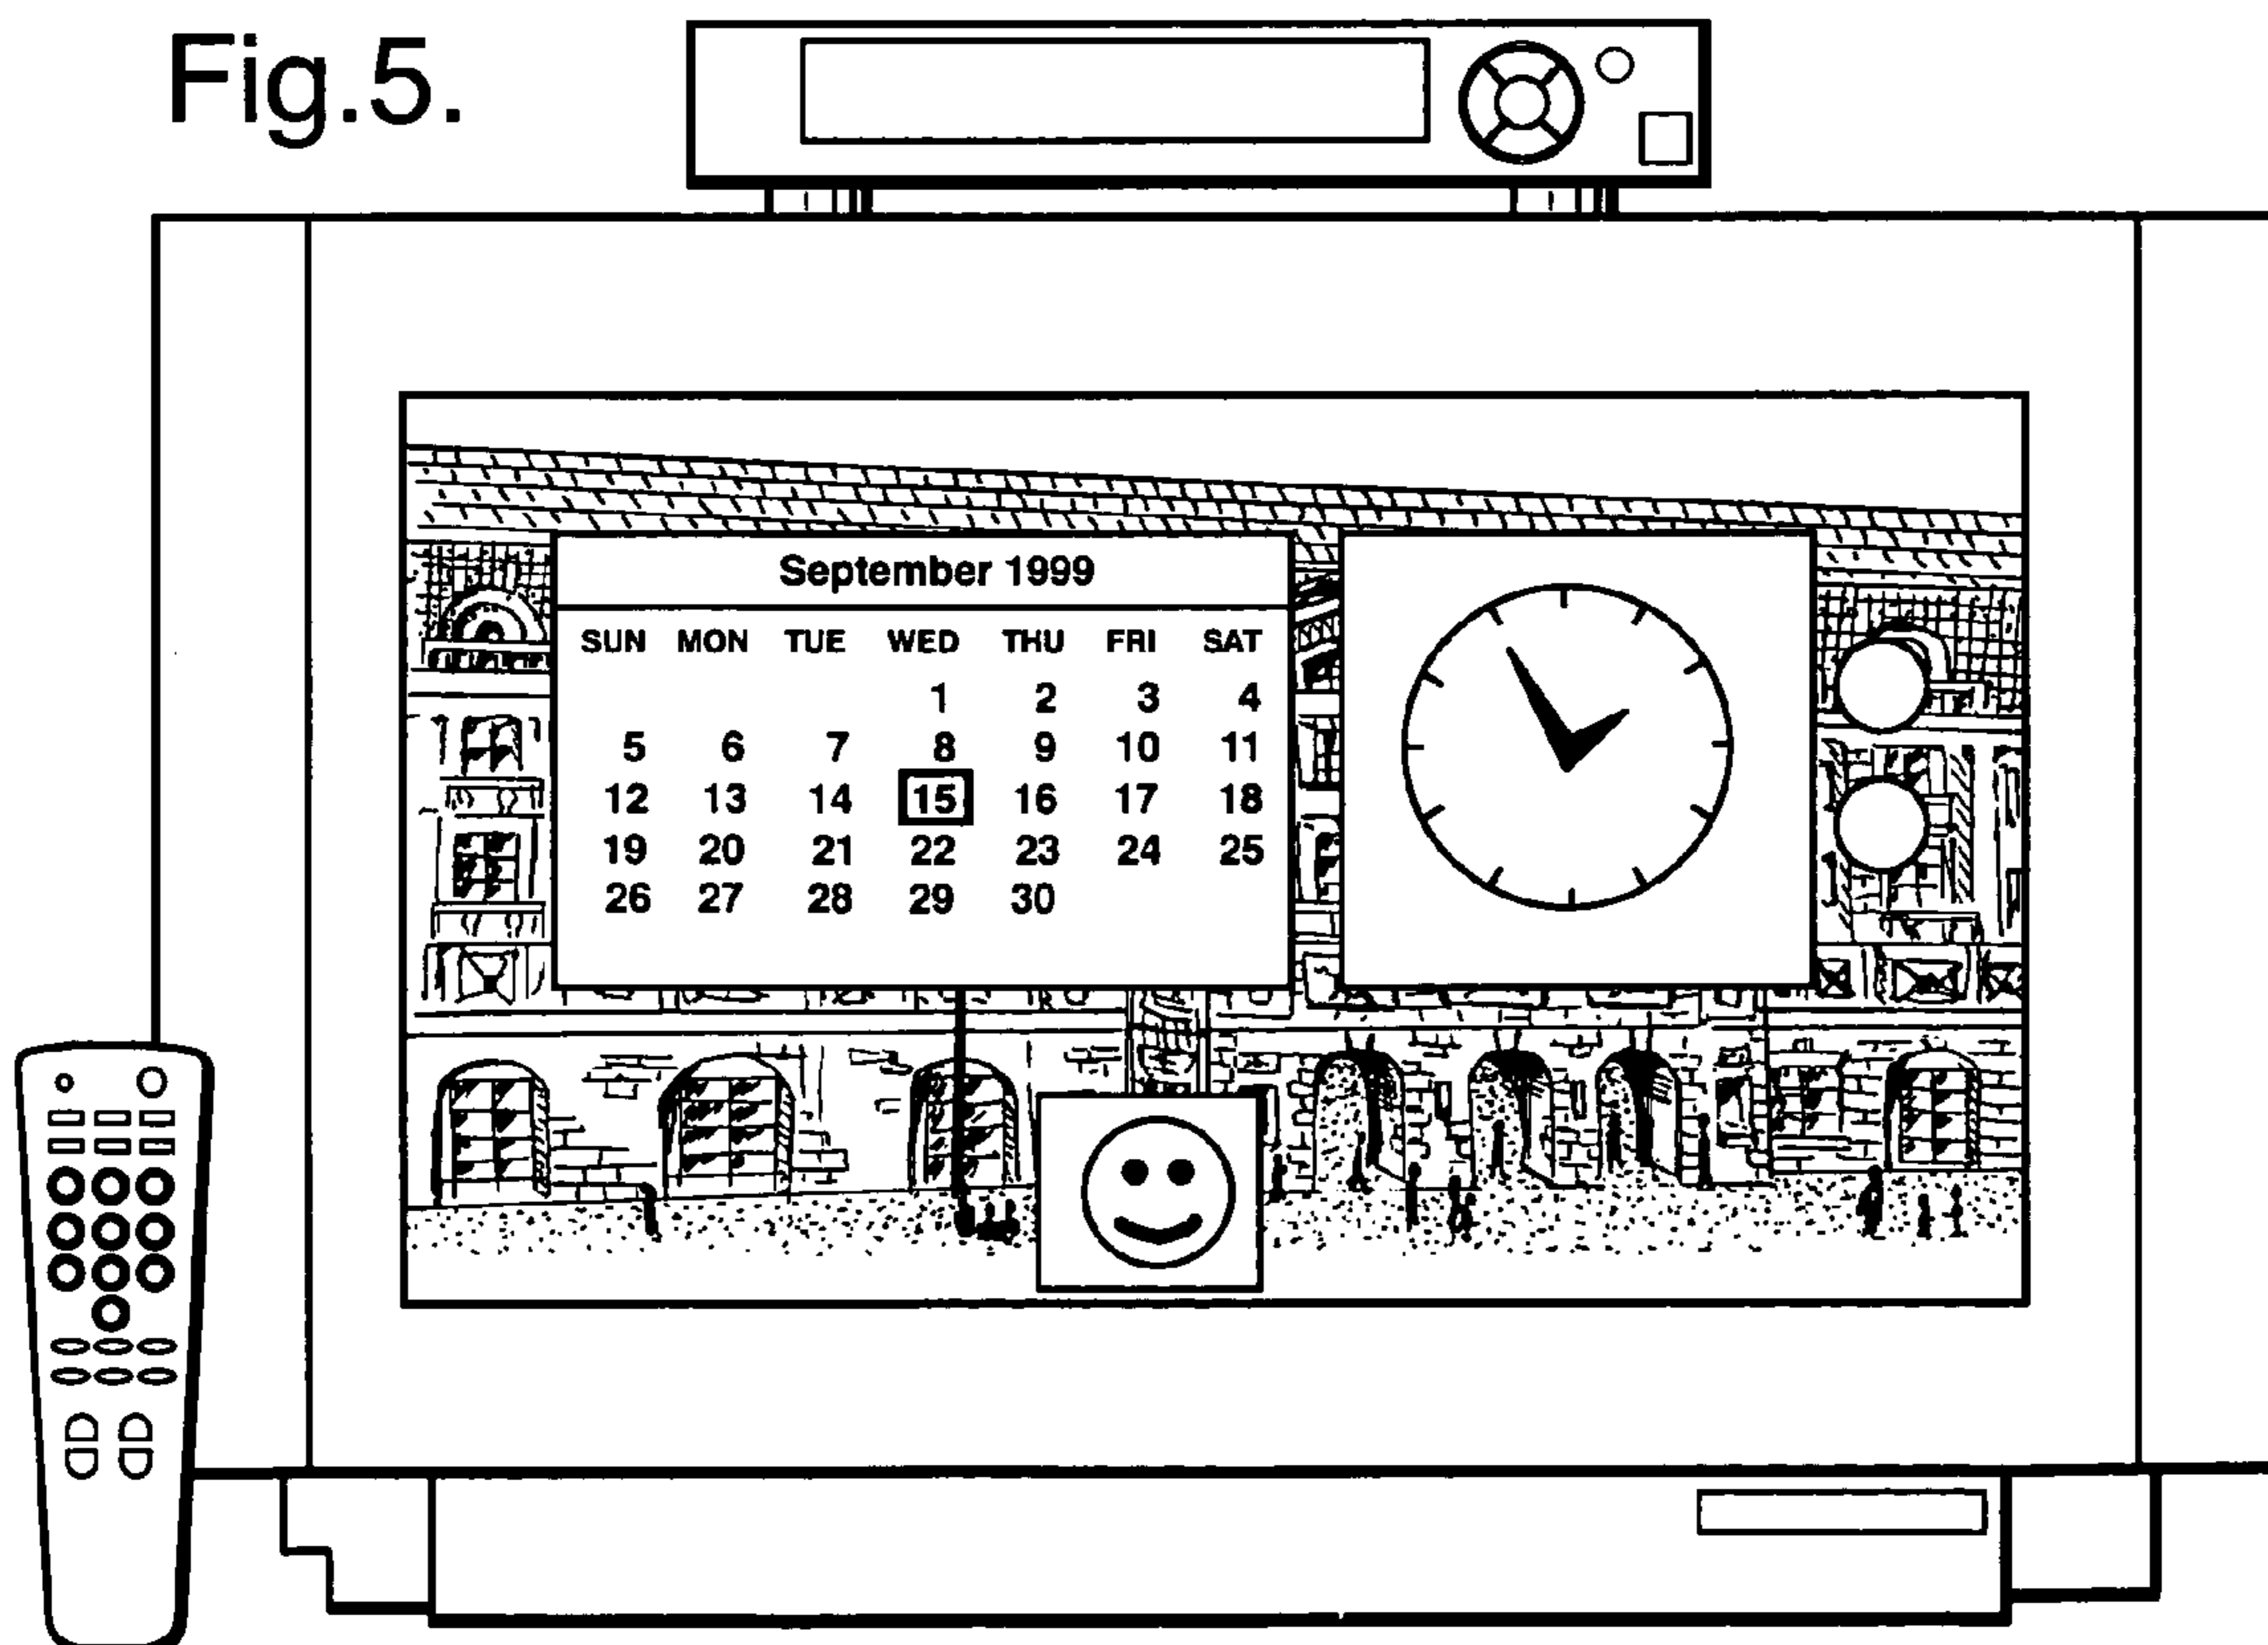 Fig.5.
September 1999
SUN MON TUE WED THU FRI SAT
1 2 3 4
5 6 7 8 9 10 11
12 13 14 15 16 17 18
19 20 21 22 23 24 25
26 27 28 29 30